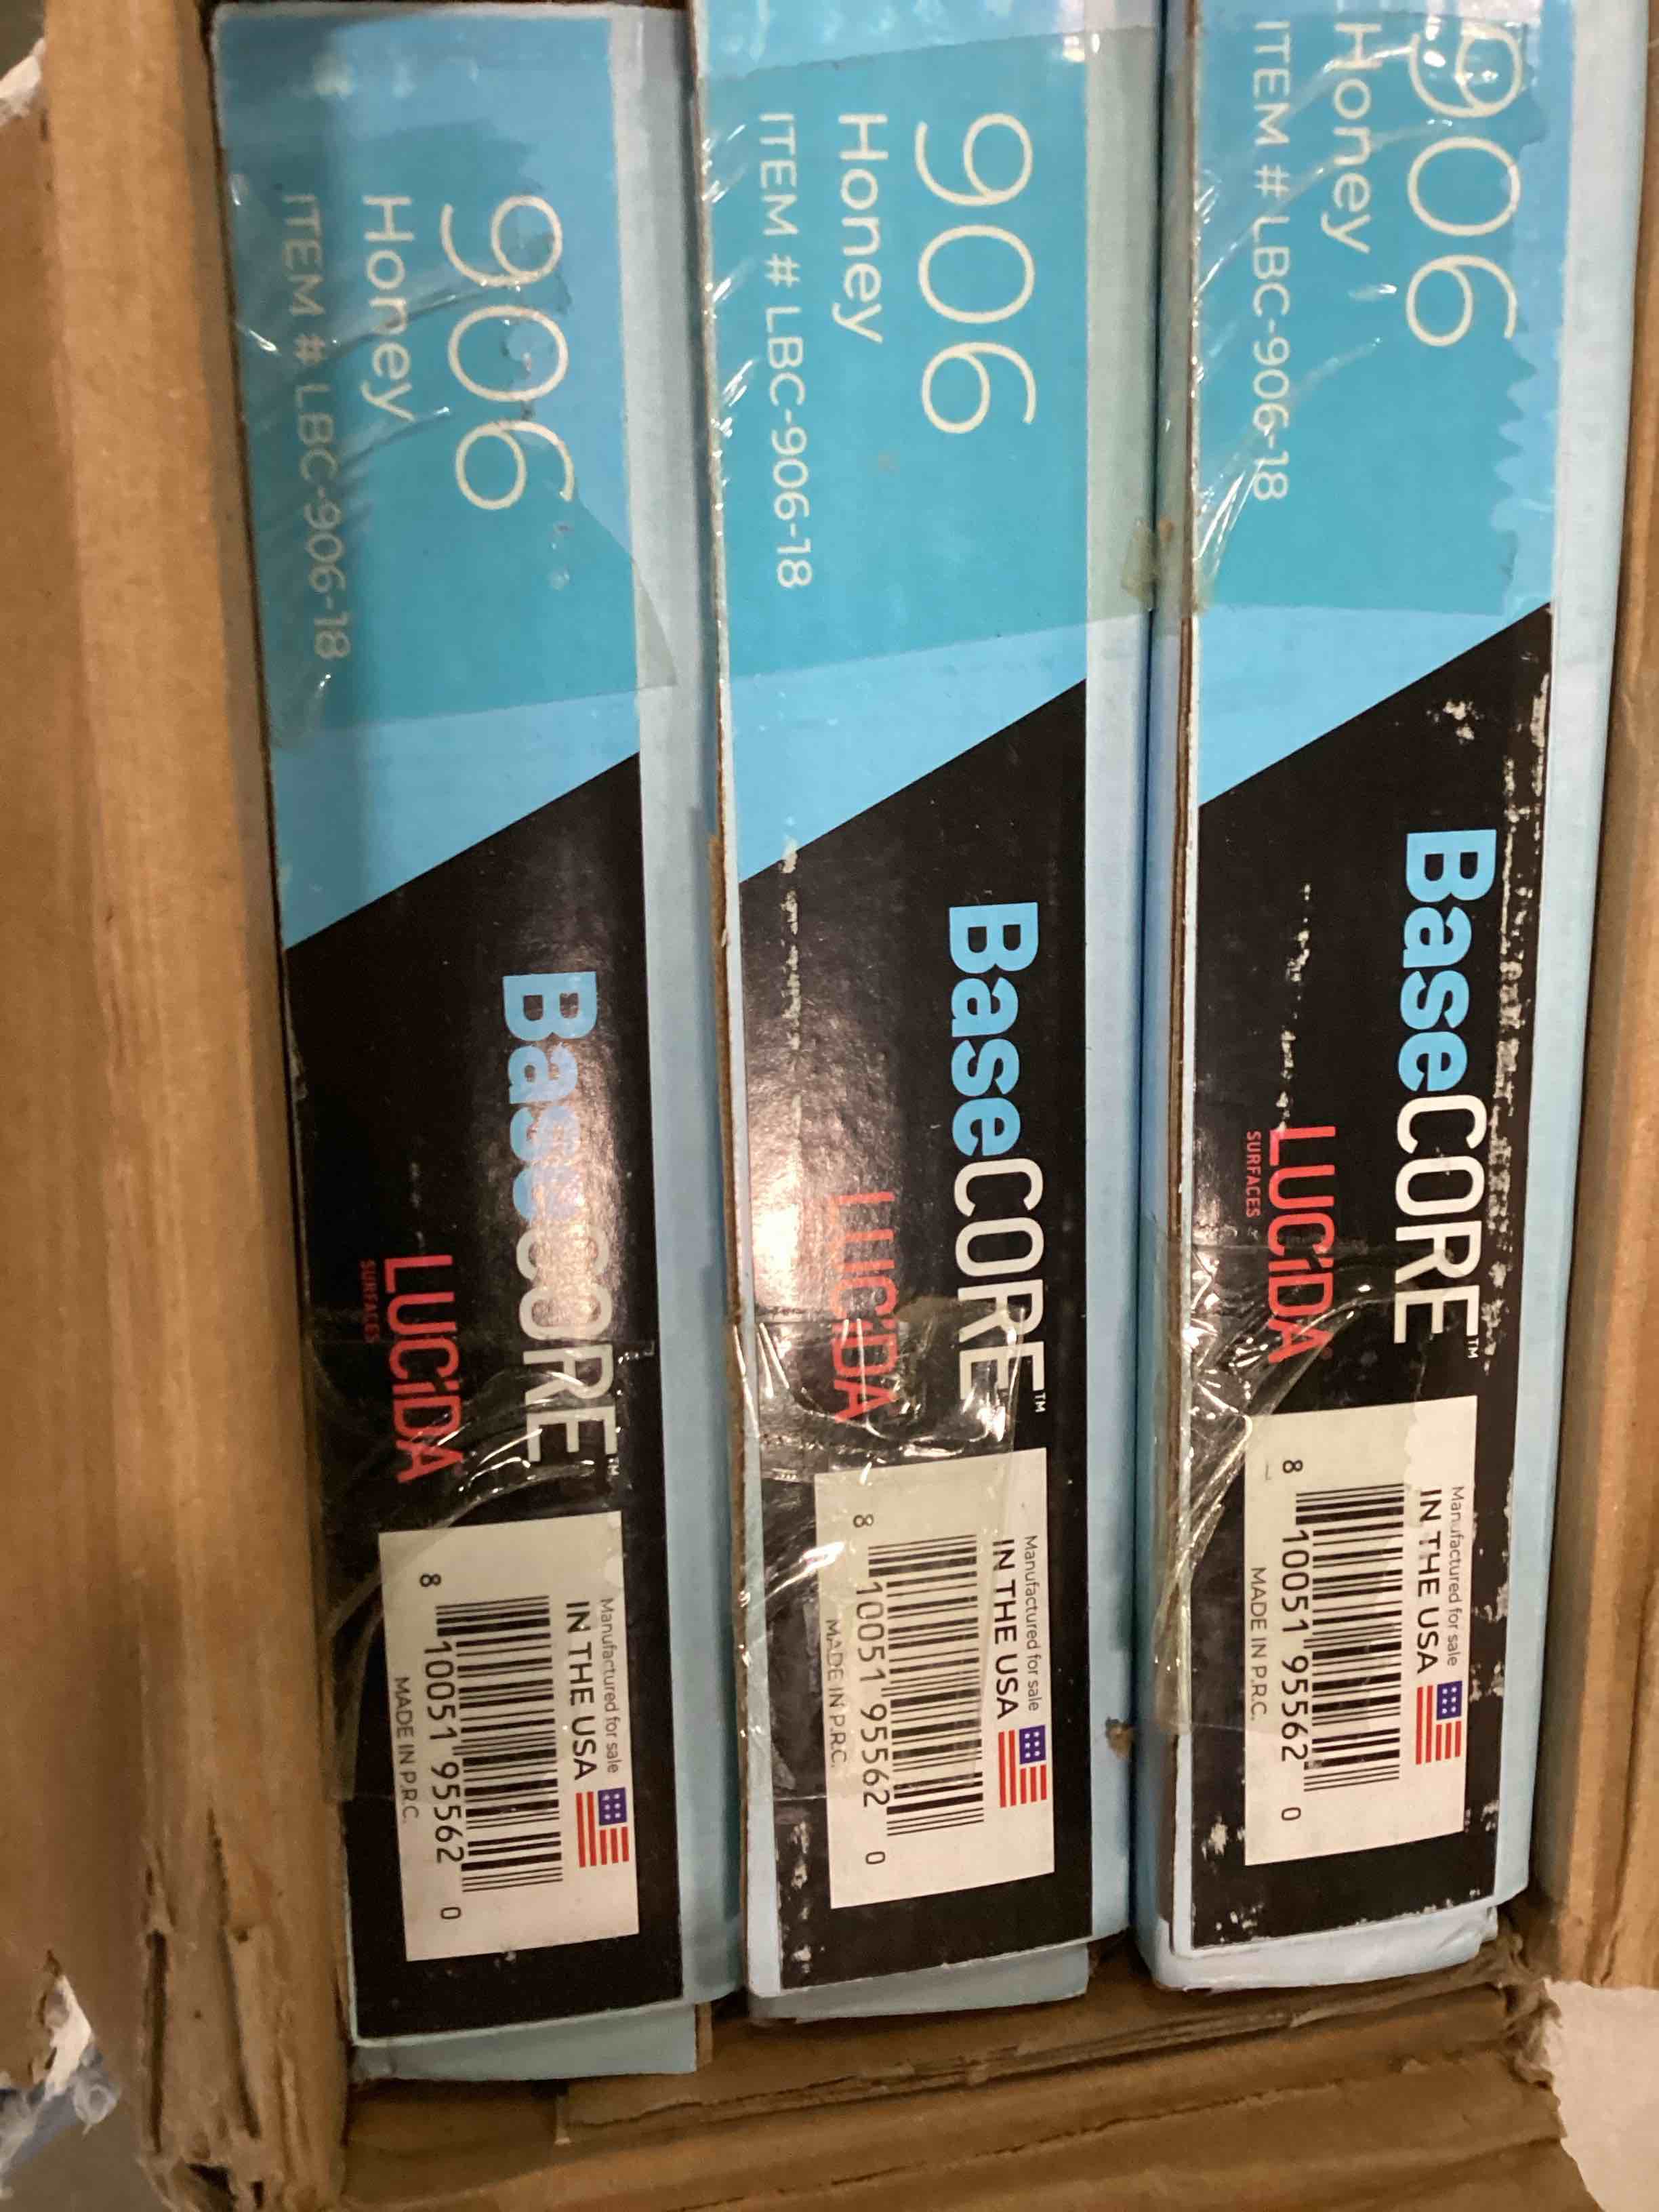 906
Honey
ITEM # LBC-906-18
BaseCORE™
LUCiDA
SURFACES
Manufactured for sale
IN THE USA
8 10051 95562 0
MADE IN P.R.C.
906
Honey
ITEM # LBC-906-18
BaseCORE™
LUCiDA
Manufactured for sale
IN THE USA
8 10051 95562 0
MADE IN P.R.C.
906
Honey
ITEM # LBC-906-18
BaseCORE™
LUCiDA
SURFACES
Manufactured for sale
IN THE USA
8 10051 95562 0
MADE IN P.R.C.